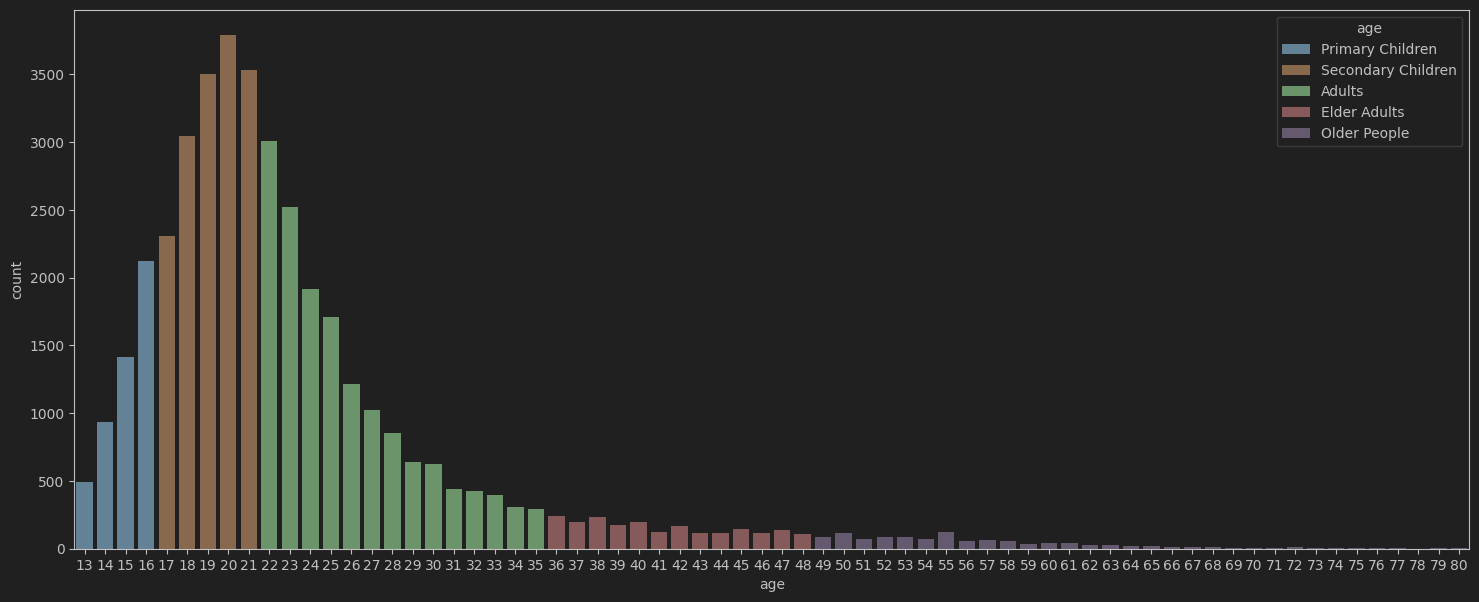 age
Primary Children
Secondary Children
Adults
Elder Adults
Older People
3500
3000
2500
2000
1500
1000
500
0
count
13 14 15 16 17 18 19 20 21 22 23 24 25 26 27 28 29 30 31 32 33 34 35 36 37 38 39 40 41 42 43 44 45 46 47 48 49 50 51 52 53 54 55 56 57 58 59 60 61 62 63 64 65 66 67 68 69 70 71 72 73 74 75 76 77 78 79 80
age